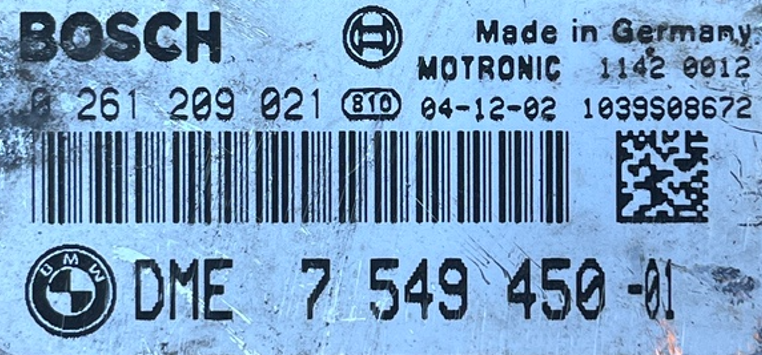 BOSCH Made in Germany
MOTRONIC 1142 0012
0 261 209 021 810 04-12-02 1039S08672
BMW DME 7 549 450 -01